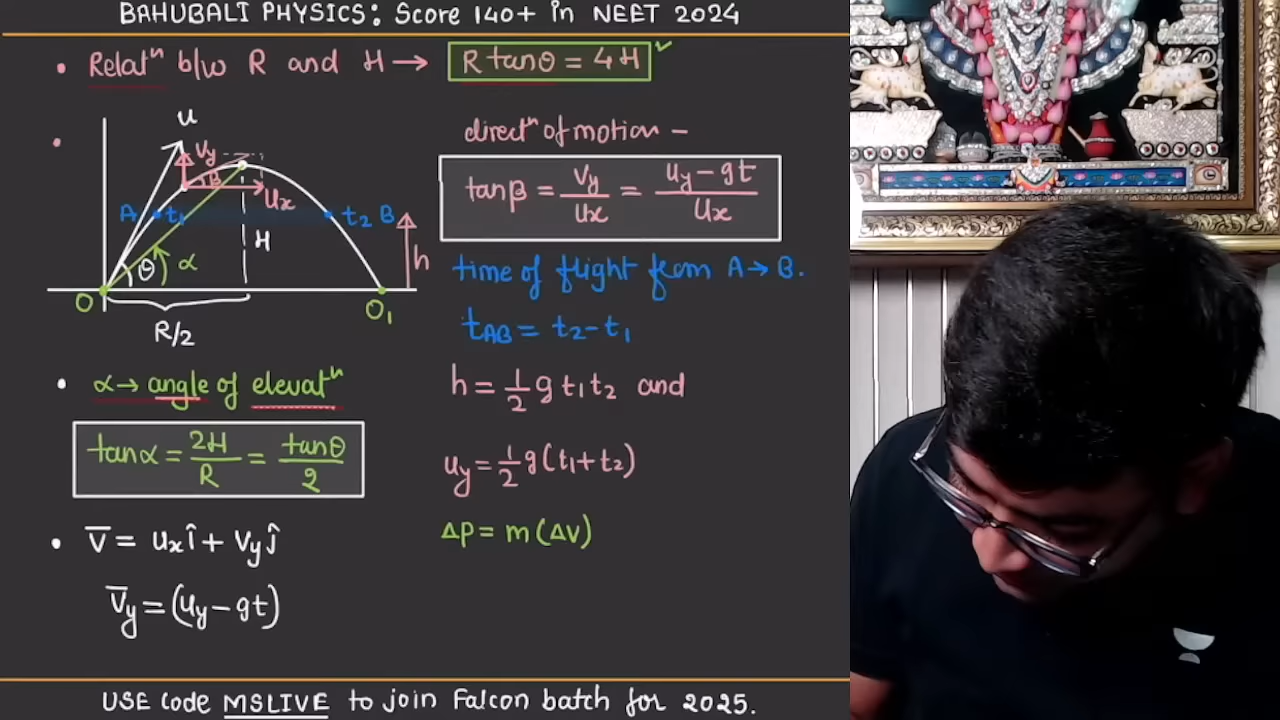 BAHUBALI PHYSICS: Score 140+ in NEET 2024
• Relatⁿ b/w R and H → R tanθ = 4H ✓
•
u
Vy
β
ux
A t₁
t₂ B
H
h
θ
α
O
O₁
R/2
• α → angle of elevatⁿ
tanα = 2H/R = tanθ/2
• V̄ = uxî + Vyĵ
V̄y = (uy − gt)
directⁿ of motion −
tanβ = Vy/ux = (uy − gt)/ux
time of flight from A → B.
tAB = t₂ − t₁
h = 1/2 g t₁ t₂ and
uy = 1/2 g (t₁ + t₂)
Δp = m (Δv)
USE Code MSLIVE to join Falcon batch for 2025.